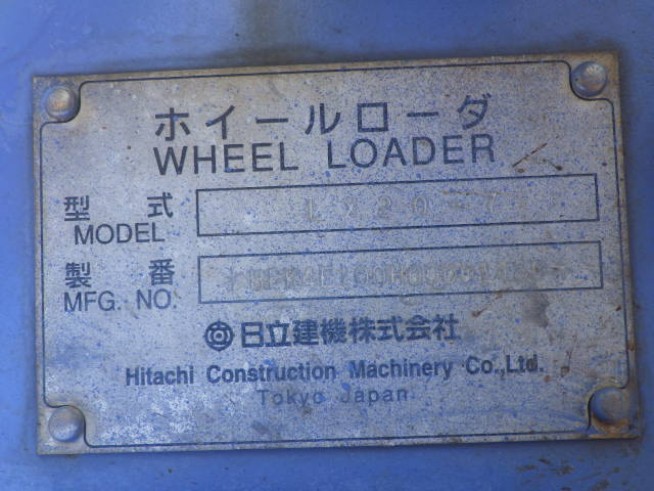 ホイールローダ
WHEEL LOADER
型式
MODEL
製番
MFG. NO.
日立建機株式会社
Hitachi Construction Machinery Co.,Ltd.
Tokyo Japan